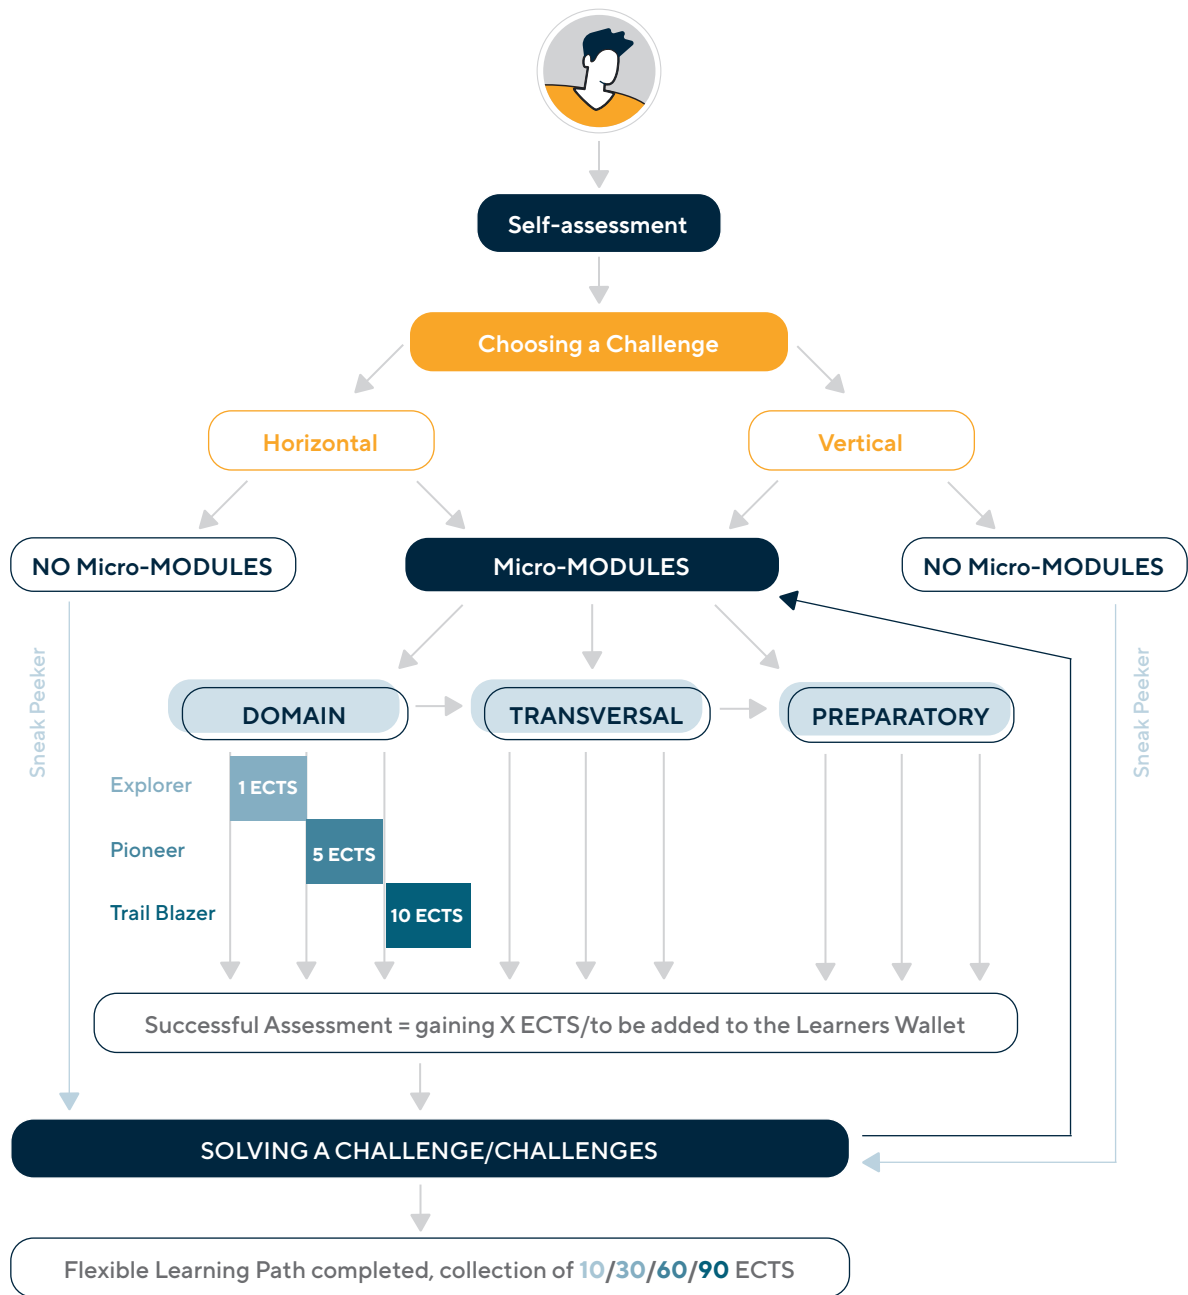 Self-assessment
Choosing a Challenge
Horizontal
Vertical
NO Micro-MODULES
Micro-MODULES
NO Micro-MODULES
Sneak Peeker
Sneak Peeker
DOMAIN
TRANSVERSAL
PREPARATORY
Explorer
1 ECTS
Pioneer
5 ECTS
Trail Blazer
10 ECTS
Successful Assessment = gaining X ECTS/to be added to the Learners Wallet
SOLVING A CHALLENGE/CHALLENGES
Flexible Learning Path completed, collection of 10/30/60/90 ECTS